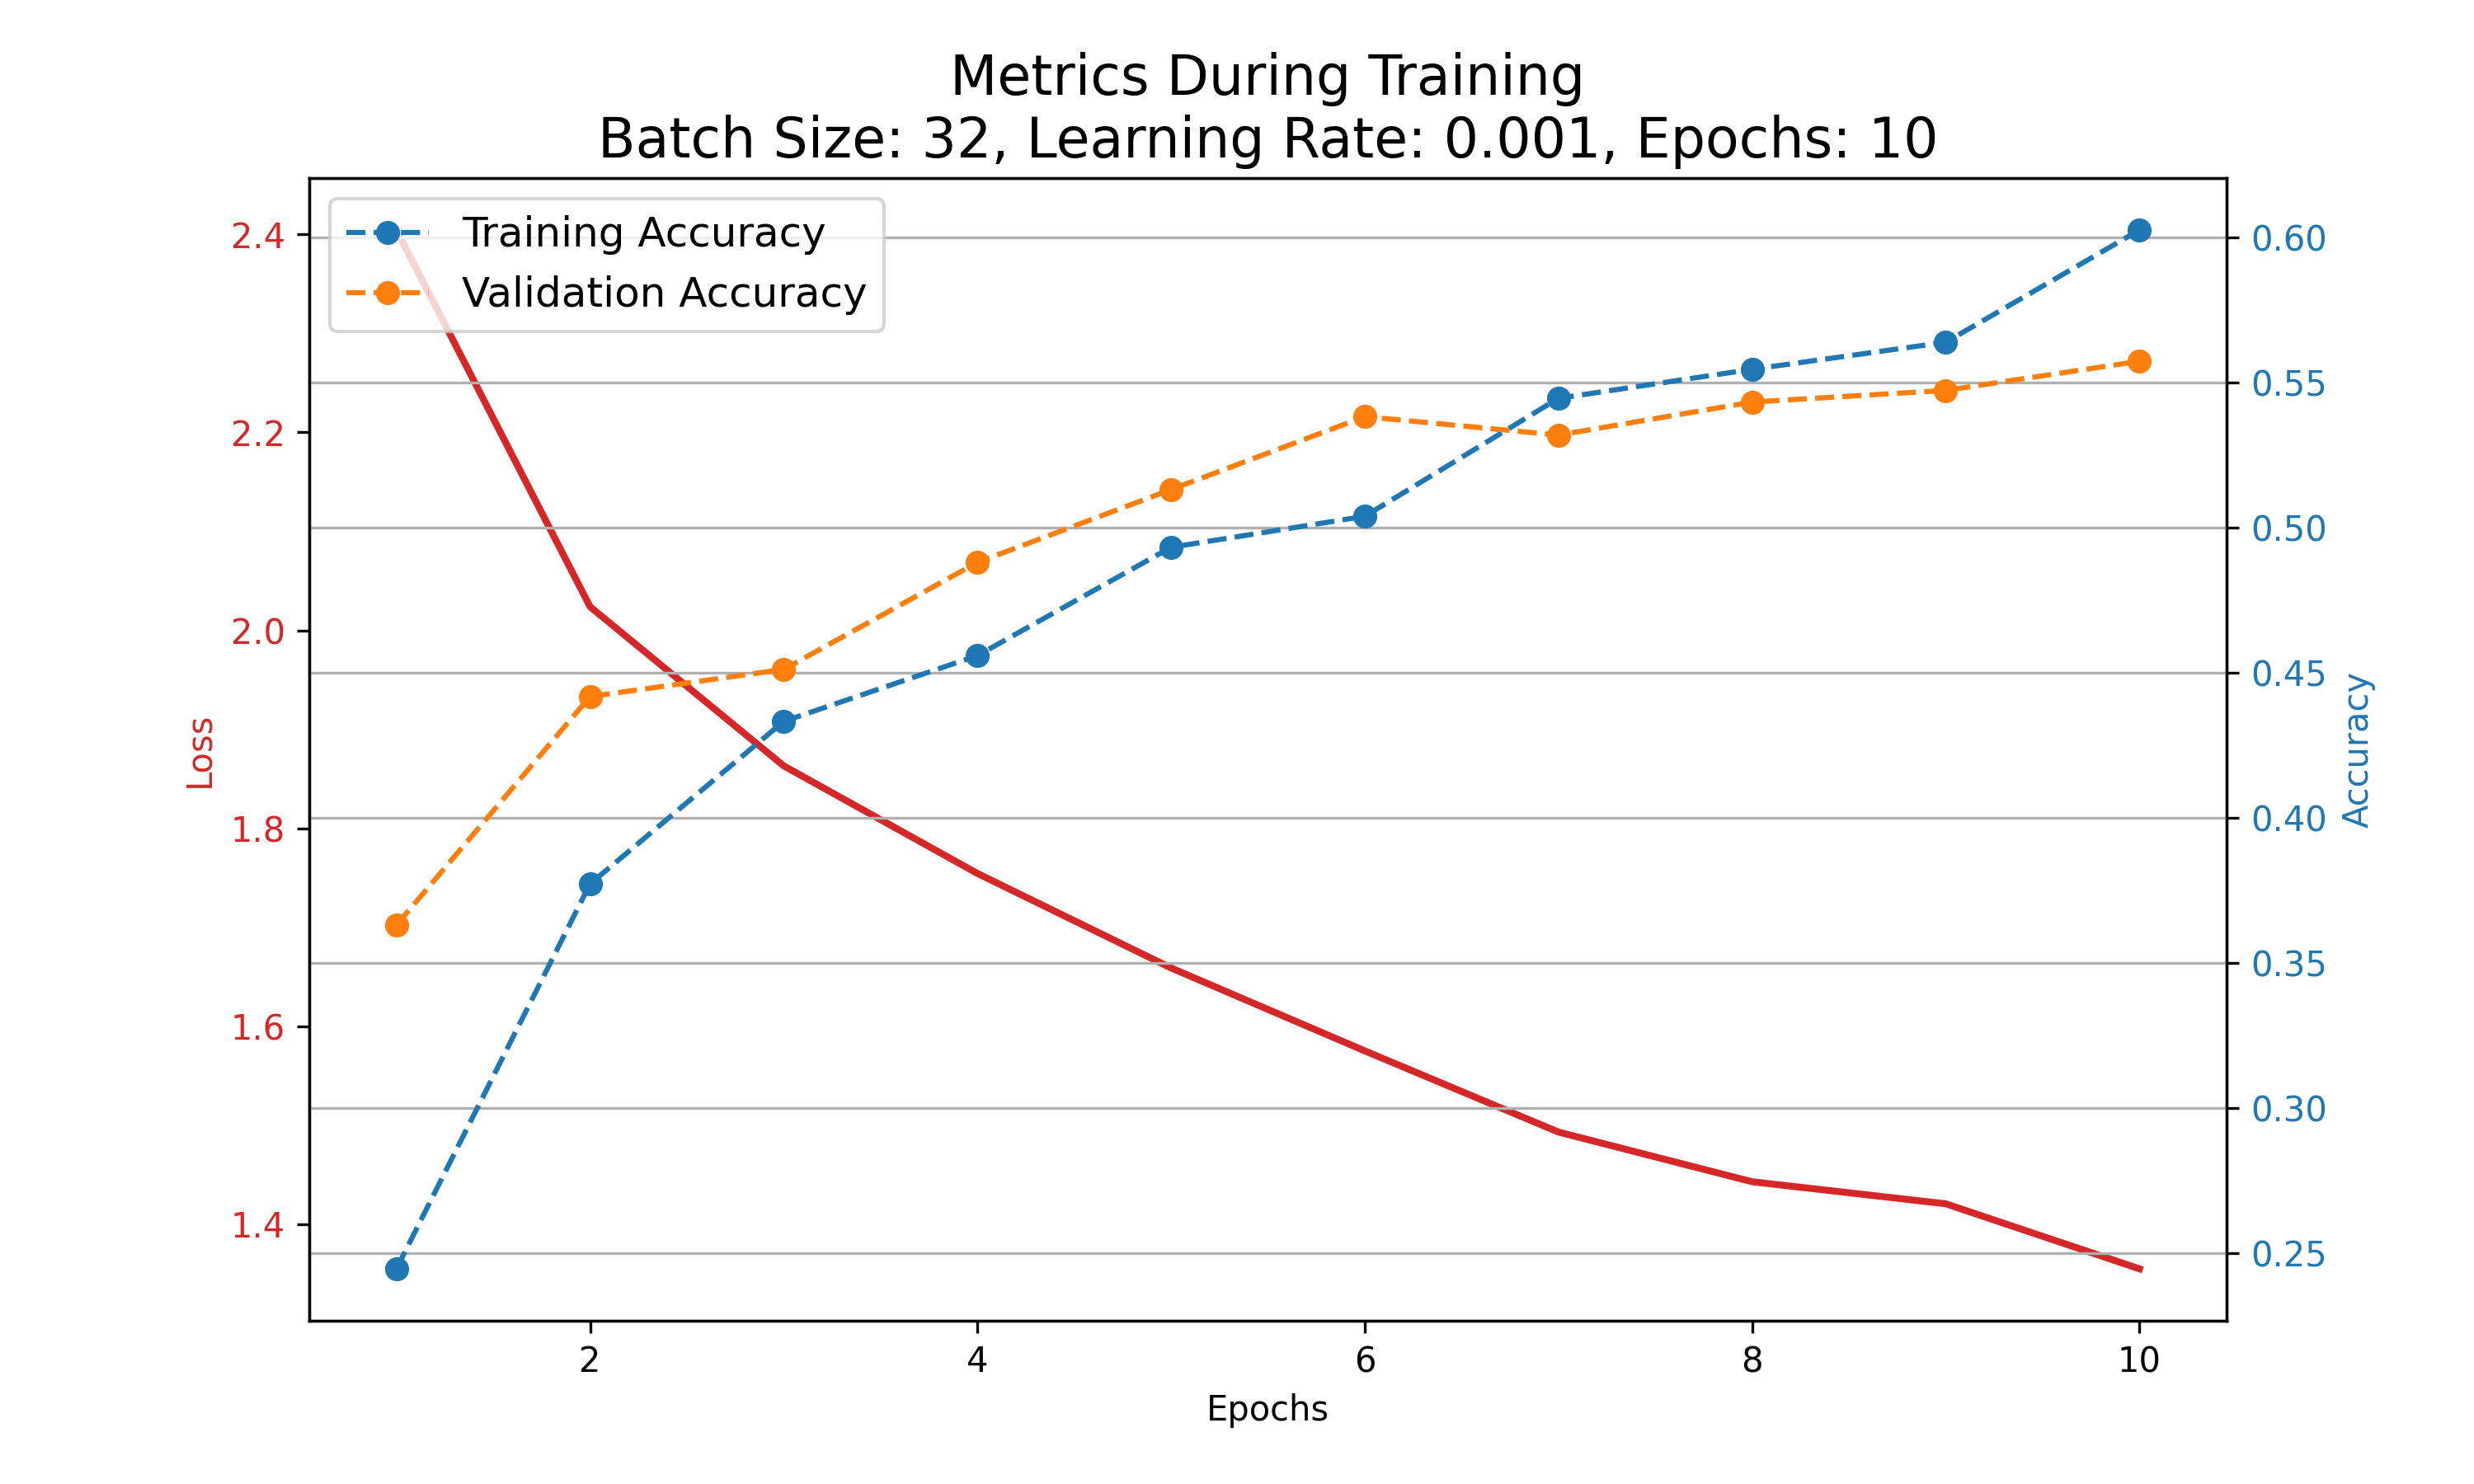 Metrics During Training
Batch Size: 32, Learning Rate: 0.001, Epochs: 10
Training Accuracy
Validation Accuracy
2.4
2.2
2.0
1.8
1.6
1.4
Loss
0.60
0.55
0.50
0.45
0.40
0.35
0.30
0.25
Accuracy
2 4 6 8 10
Epochs